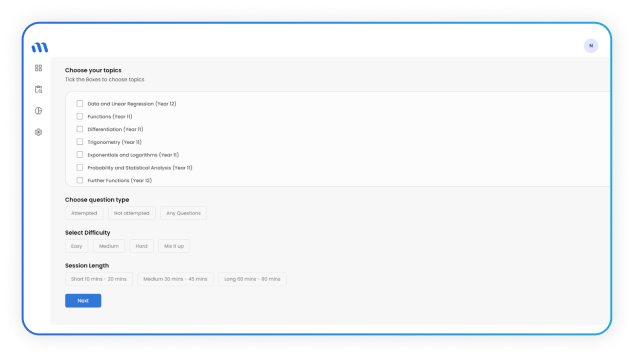 N
Choose your topics
Tick the Boxes to choose topics
Data and Linear Regression (Year 12)
Functions (Year 11)
Differentiation (Year 11)
Trigonometry (Year 11)
Exponentials and Logarithms (Year 11)
Probability and Statistical Analysis (Year 11)
Further Functions (Year 12)
Choose question type
Attempted Not attempted Any Questions
Select Difficulty
Easy Medium Hard Mix it up
Session Length
Short 10 mins - 20 mins Medium 30 mins - 45 mins Long 60 mins - 90 mins
Next